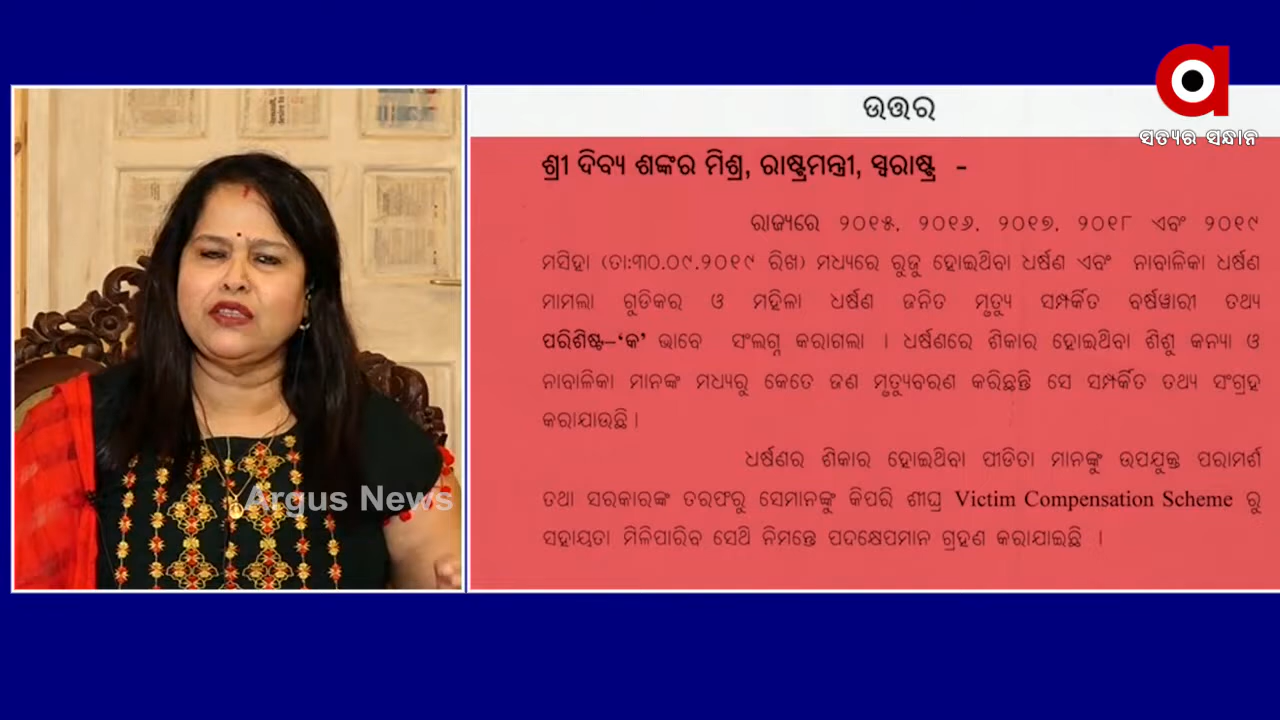 ସତ୍ୟର ସନ୍ଧାନ
ଉତ୍ତର
ଶ୍ରୀ ଦିବ୍ୟ ଶଙ୍କର ମିଶ୍ର, ରାଷ୍ଟ୍ରମନ୍ତ୍ରୀ, ସ୍ୱରାଷ୍ଟ୍ର –
ରାଜ୍ୟରେ ୨୦୧୫, ୨୦୧୬, ୨୦୧୭, ୨୦୧୮ ଏବଂ ୨୦୧୯
ମସିହା (ତା:୩୦.୦୯.୨୦୧୯ ରିଖ) ମଧ୍ୟରେ ରୁଜୁ ହୋଇଥିବା ଧର୍ଷଣ ଏବଂ ନାବାଳିକା ଧର୍ଷଣ
ମାମଲା ଗୁଡିକର ଓ ମହିଳା ଧର୍ଷଣ ଜନିତ ମୃତ୍ୟୁ ସମ୍ପର୍କିତ ବର୍ଷୱାରୀ ତଥ୍ୟ
ପରିଶିଷ୍ଟ–‘କ’ ଭାବେ ସଂଲଗ୍ନ କରାଗଲା । ଧର୍ଷଣରେ ଶିକାର ହୋଇଥିବା ଶିଶୁ କନ୍ୟା ଓ
ନାବାଳିକା ମାନଙ୍କ ମଧ୍ୟରୁ କେତେ ଜଣ ମୃତ୍ୟୁବରଣ କରିଛନ୍ତି ସେ ସମ୍ପର୍କିତ ତଥ୍ୟ ସଂଗ୍ରହ
କରାଯାଉଛି।
ଧର୍ଷଣର ଶିକାର ହୋଇଥିବା ପୀଡିତା ମାନଙ୍କୁ ଉପଯୁକ୍ତ ପରାମର୍ଶ
ତଥା ସରକାରଙ୍କ ତରଫରୁ ସେମାନଙ୍କୁ କିପରି ଶୀଘ୍ର Victim Compensation Scheme ରୁ
ସହାୟତା ମିଳିପାରିବ ସେଥି ନିମନ୍ତେ ପଦକ୍ଷେପମାନ ଗ୍ରହଣ କରାଯାଇଛି ।
Argus News